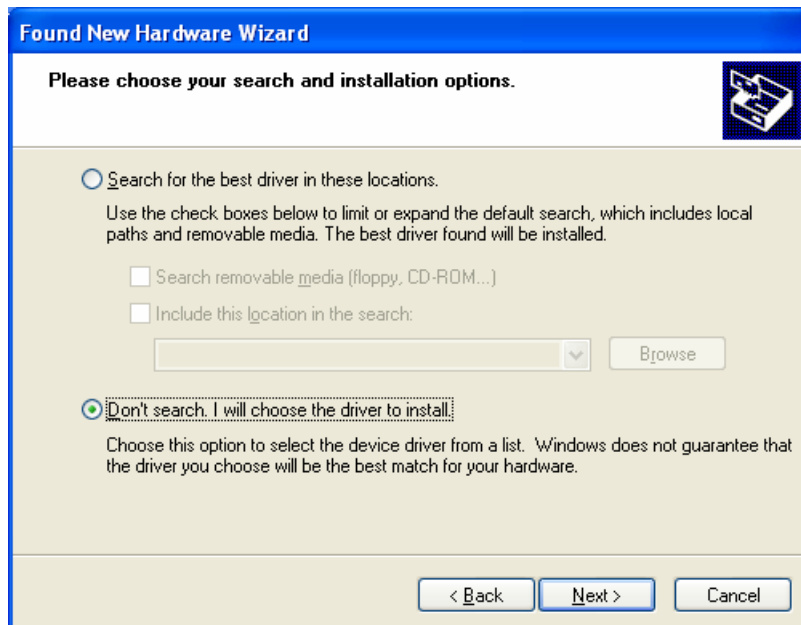 Found New Hardware Wizard
Please choose your search and installation options.
Search for the best driver in these locations.
Use the check boxes below to limit or expand the default search, which includes local
paths and removable media. The best driver found will be installed.
Search removable media (floppy, CD-ROM...)
Include this location in the search:
Browse
Don't search. I will choose the driver to install.
Choose this option to select the device driver from a list. Windows does not guarantee that
the driver you choose will be the best match for your hardware.
< Back Next > Cancel